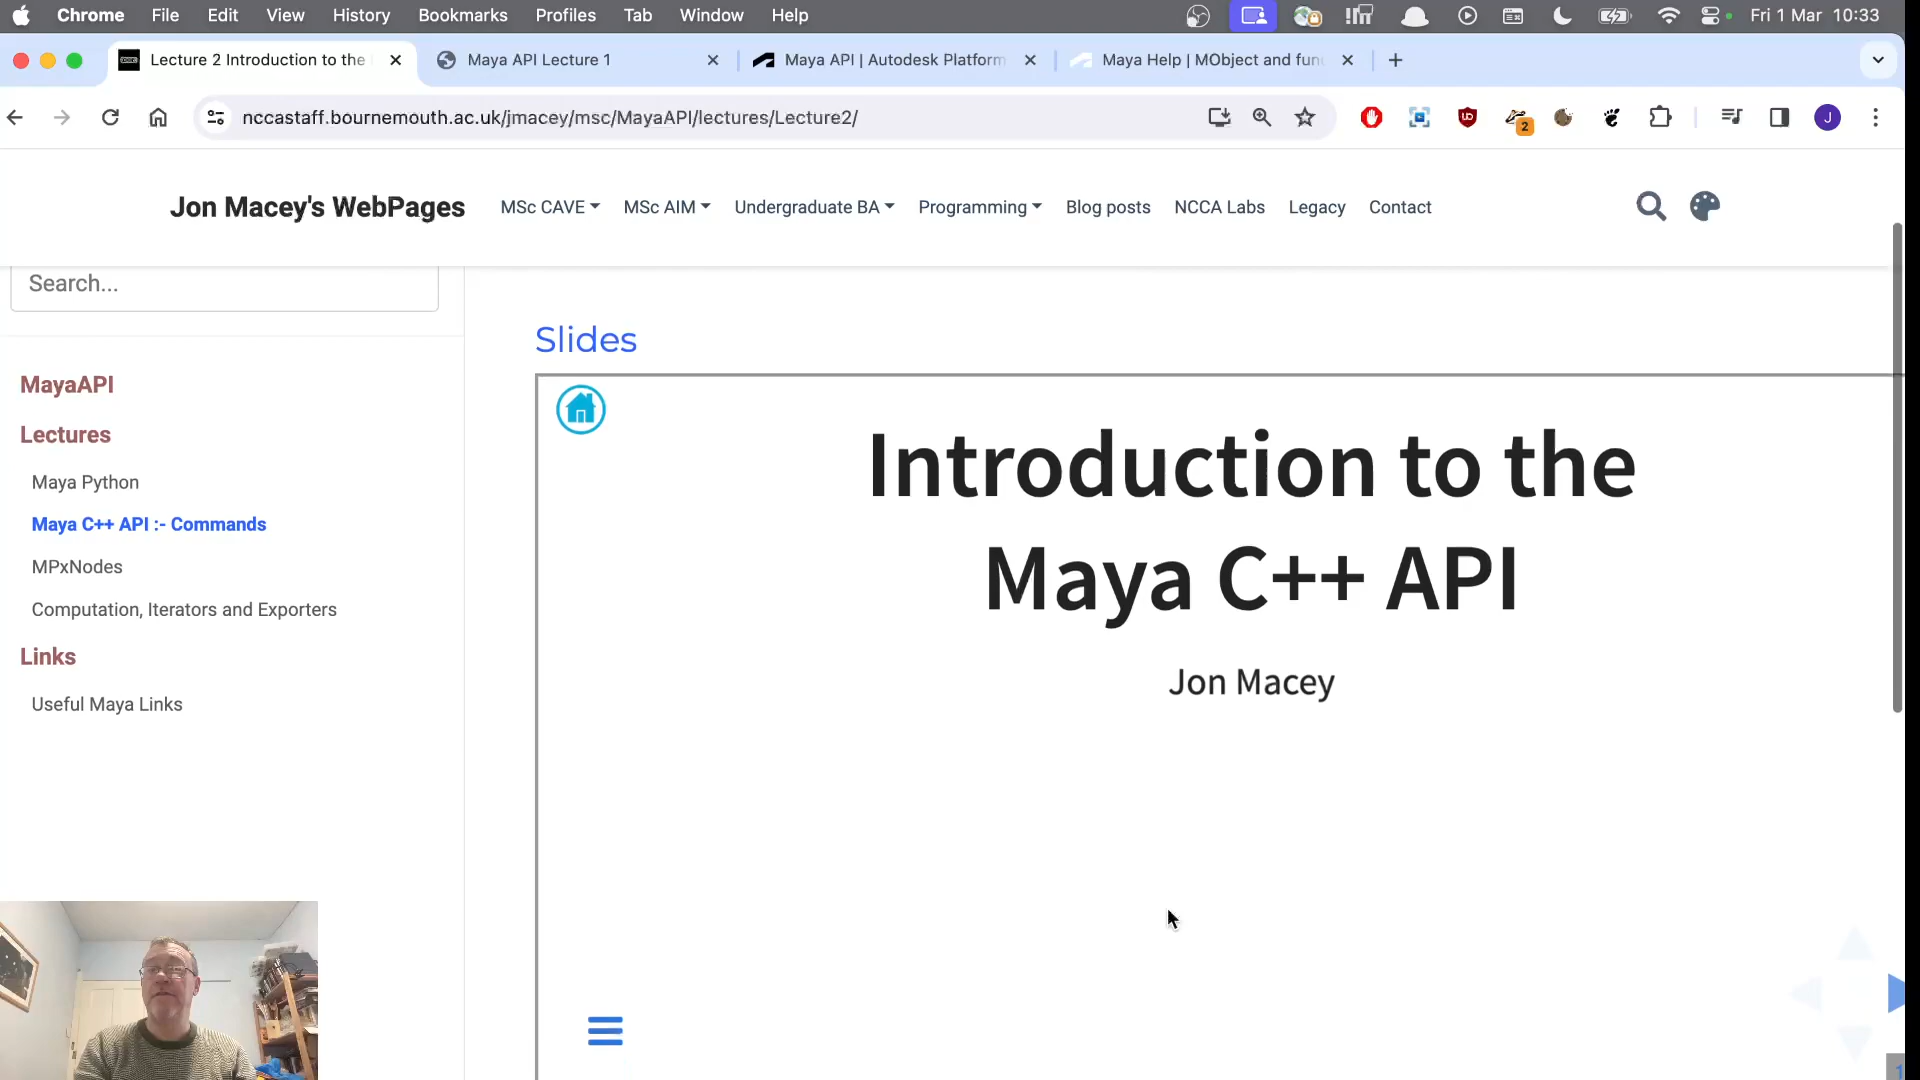 Chrome File Edit View History Bookmarks Profiles Tab Window Help Fri 1 Mar 10:33
Lecture 2 Introduction to the Maya API Lecture 1 Maya API | Autodesk Platform Maya Help | MObject and func
nccastaff.bournemouth.ac.uk/jmacey/msc/MayaAPI/lectures/Lecture2/ 2 J
Jon Macey's WebPages MSc CAVE MSc AIM Undergraduate BA Programming Blog posts NCCA Labs Legacy Contact
Search...
MayaAPI
Lectures
Maya Python
Maya C++ API :- Commands
MPxNodes
Computation, Iterators and Exporters
Links
Useful Maya Links
Slides
Introduction to the
Maya C++ API
Jon Macey
1